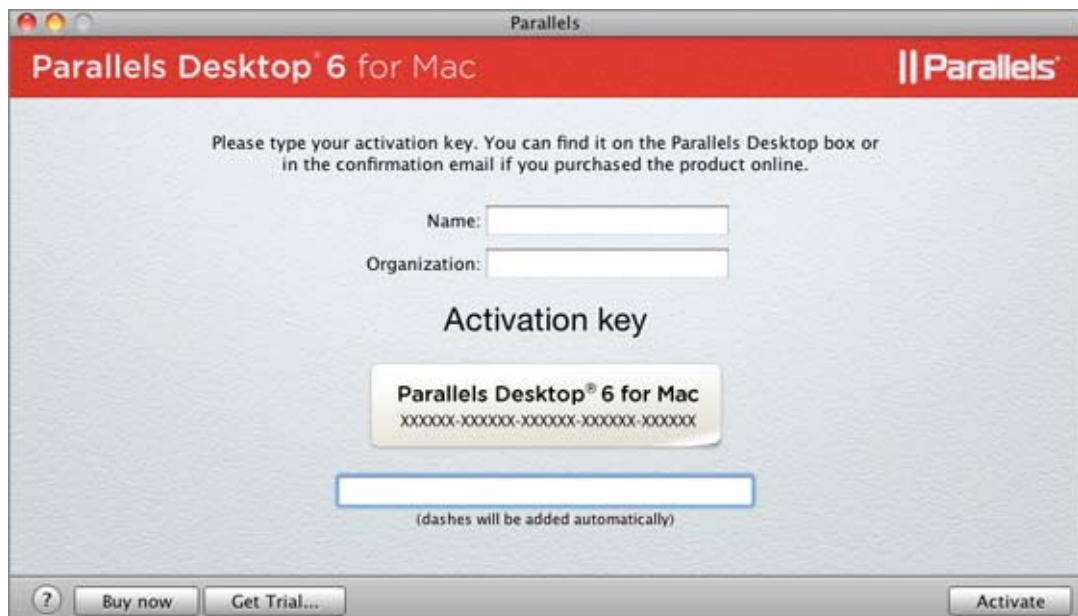 Parallels
Parallels Desktop® 6 for Mac
|| Parallels®
Please type your activation key. You can find it on the Parallels Desktop box or
in the confirmation email if you purchased the product online.
Name:
Organization:
Activation key
Parallels Desktop® 6 for Mac
XXXXXX-XXXXXX-XXXXXX-XXXXXX-XXXXXX
(dashes will be added automatically)
? Buy now Get Trial... Activate